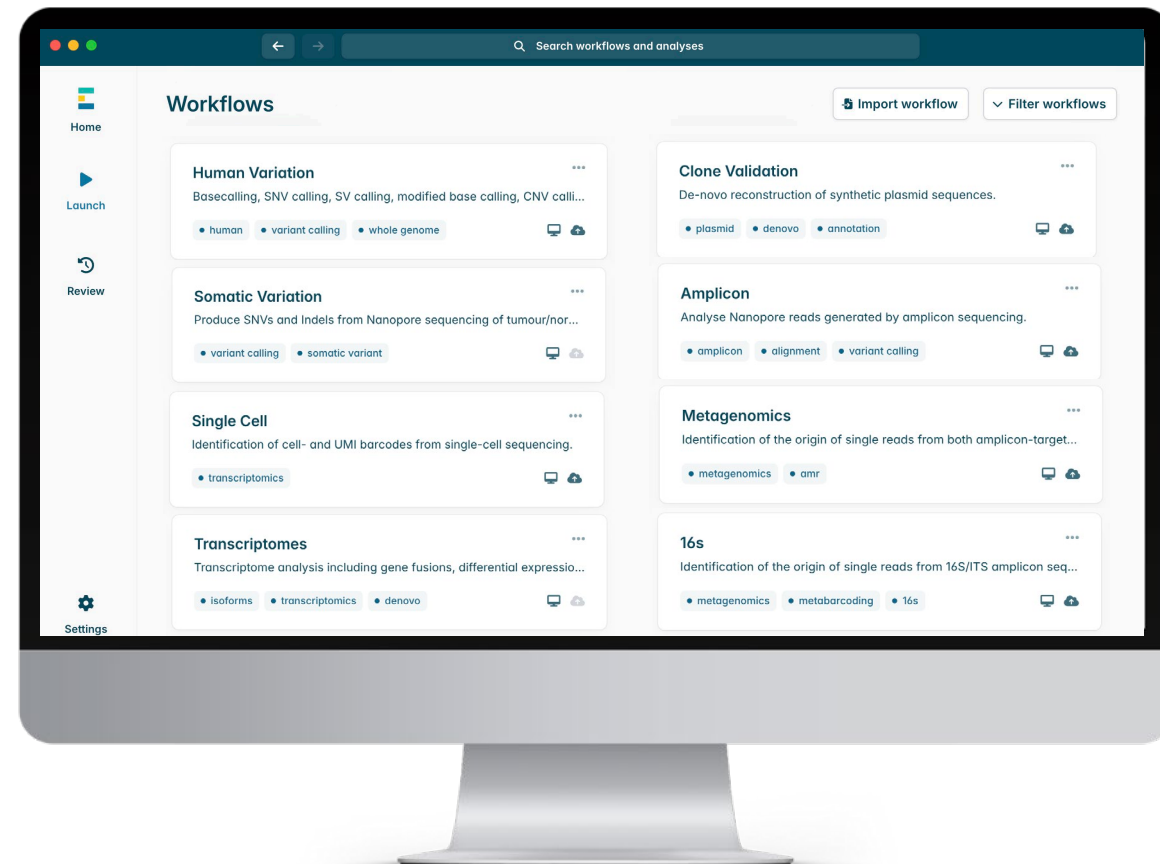 Search workflows and analyses
Home
Launch
Review
Settings
Workflows
Import workflow
Filter workflows
Human Variation
Basecalling, SNV calling, SV calling, modified base calling, CNV calli...
• human • variant calling • whole genome
Clone Validation
De-novo reconstruction of synthetic plasmid sequences.
• plasmid • denovo • annotation
Somatic Variation
Produce SNVs and Indels from Nanopore sequencing of tumour/nor...
• variant calling • somatic variant
Amplicon
Analyse Nanopore reads generated by amplicon sequencing.
• amplicon • alignment • variant calling
Single Cell
Identification of cell- and UMI barcodes from single-cell sequencing.
• transcriptomics
Metagenomics
Identification of the origin of single reads from both amplicon-target...
• metagenomics • amr
Transcriptomes
Transcriptome analysis including gene fusions, differential expressio...
• isoforms • transcriptomics • denovo
16s
Identification of the origin of single reads from 16S/ITS amplicon seq...
• metagenomics • metabarcoding • 16s